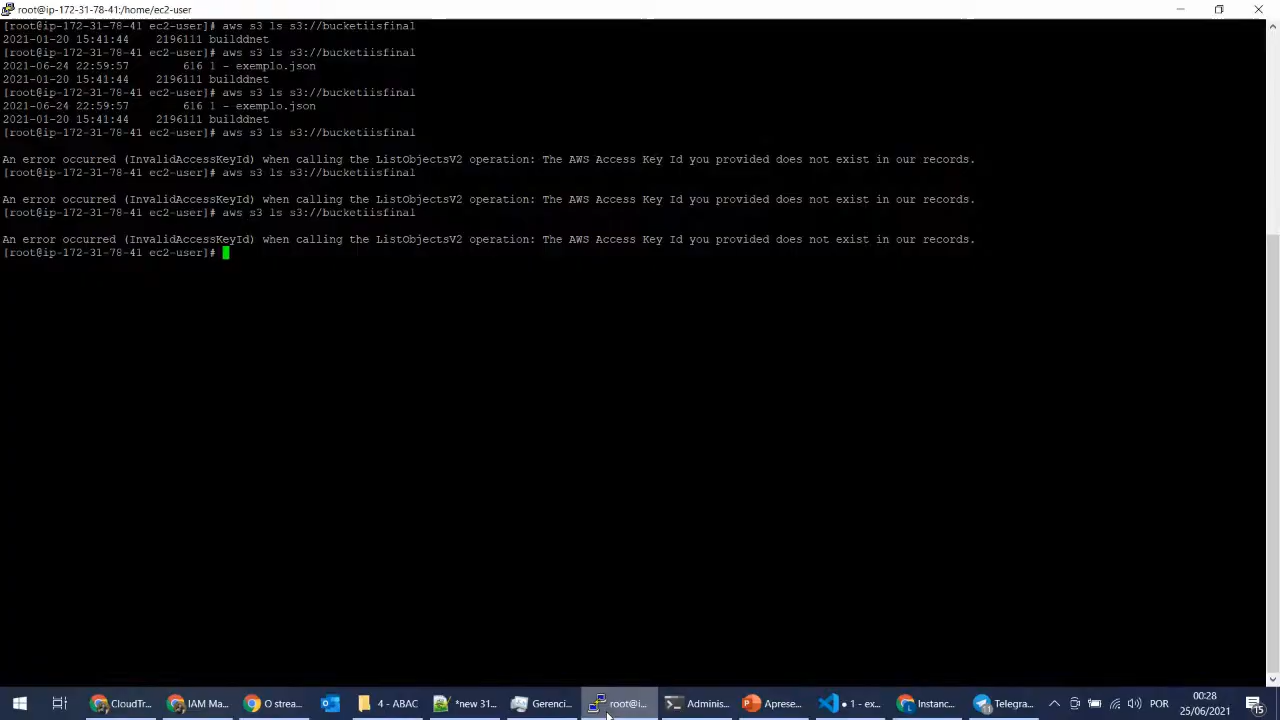 root@ip-172-31-78-41:/home/ec2-user
[root@ip-172-31-78-41 ec2-user]# aws s3 ls s3://bucketiisfinal
2021-01-20 15:41:44    2196111 builddnet
[root@ip-172-31-78-41 ec2-user]# aws s3 ls s3://bucketiisfinal
2021-06-24 22:59:57        616 1 - exemplo.json
2021-01-20 15:41:44    2196111 builddnet
[root@ip-172-31-78-41 ec2-user]# aws s3 ls s3://bucketiisfinal
2021-06-24 22:59:57        616 1 - exemplo.json
2021-01-20 15:41:44    2196111 builddnet
[root@ip-172-31-78-41 ec2-user]# aws s3 ls s3://bucketiisfinal
An error occurred (InvalidAccessKeyId) when calling the ListObjectsV2 operation: The AWS Access Key Id you provided does not exist in our records.
[root@ip-172-31-78-41 ec2-user]# aws s3 ls s3://bucketiisfinal
An error occurred (InvalidAccessKeyId) when calling the ListObjectsV2 operation: The AWS Access Key Id you provided does not exist in our records.
[root@ip-172-31-78-41 ec2-user]# aws s3 ls s3://bucketiisfinal
An error occurred (InvalidAccessKeyId) when calling the ListObjectsV2 operation: The AWS Access Key Id you provided does not exist in our records.
[root@ip-172-31-78-41 ec2-user]#
CloudTr... IAM Ma... O strea... 4 - ABAC *new 31... Gerenci... root@i... Adminis... Aprese... • 1 - ex... Instanc... Telegra... POR 00:28
25/06/2021 15